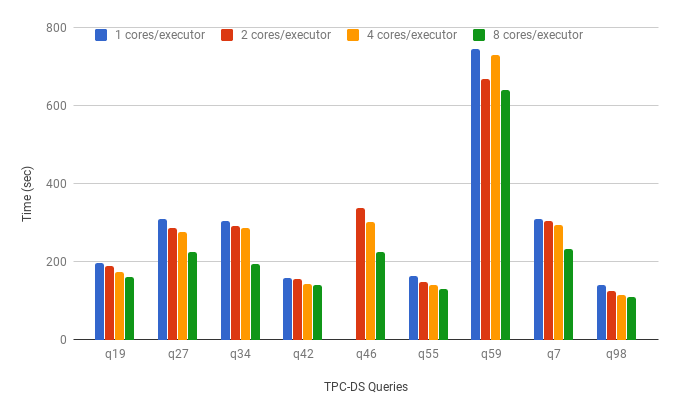 1 cores/executor 2 cores/executor 4 cores/executor 8 cores/executor
800
600
400
200
0
Time (sec)
q19 q27 q34 q42 q46 q55 q59 q7 q98
TPC-DS Queries